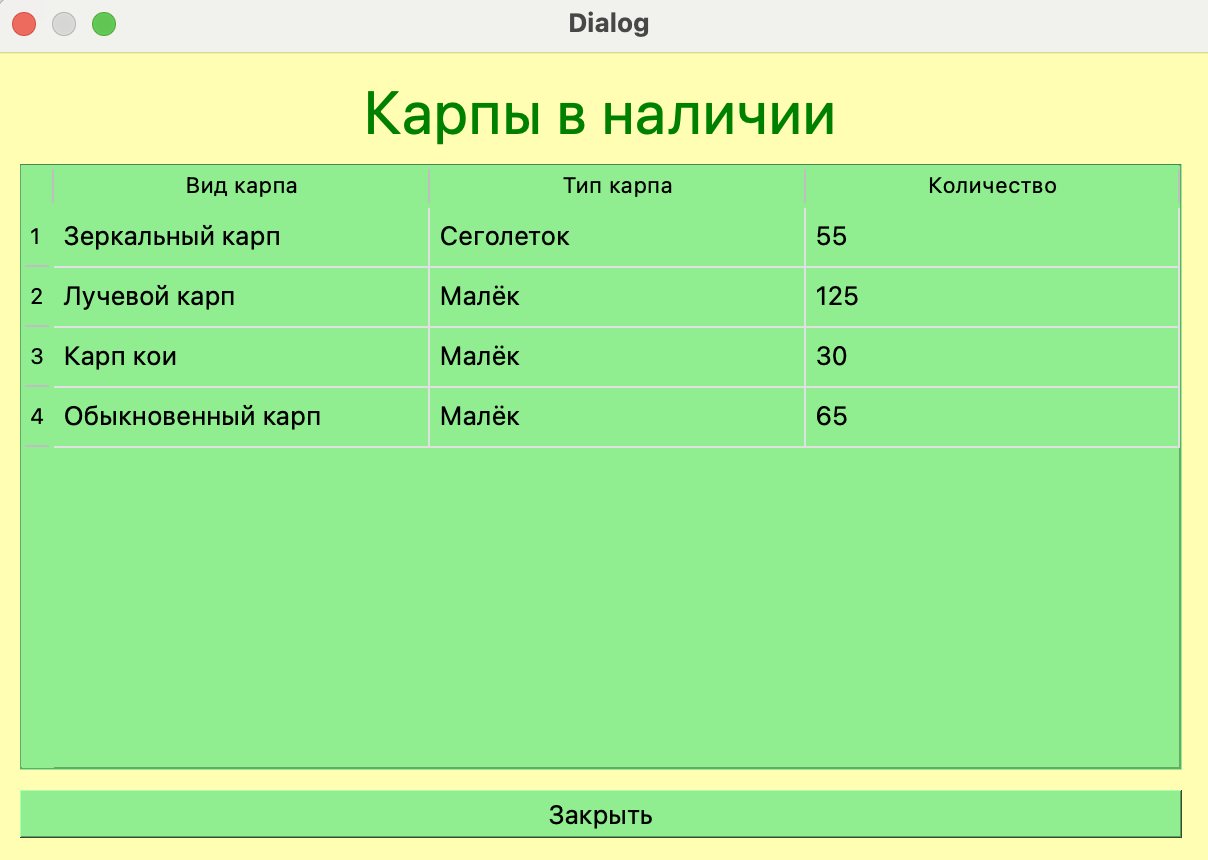 Dialog
Карпы в наличии
Вид карпа Тип карпа Количество
1 Зеркальный карп Сеголеток 55
2 Лучевой карп Малёк 125
3 Карп кои Малёк 30
4 Обыкновенный карп Малёк 65
Закрыть